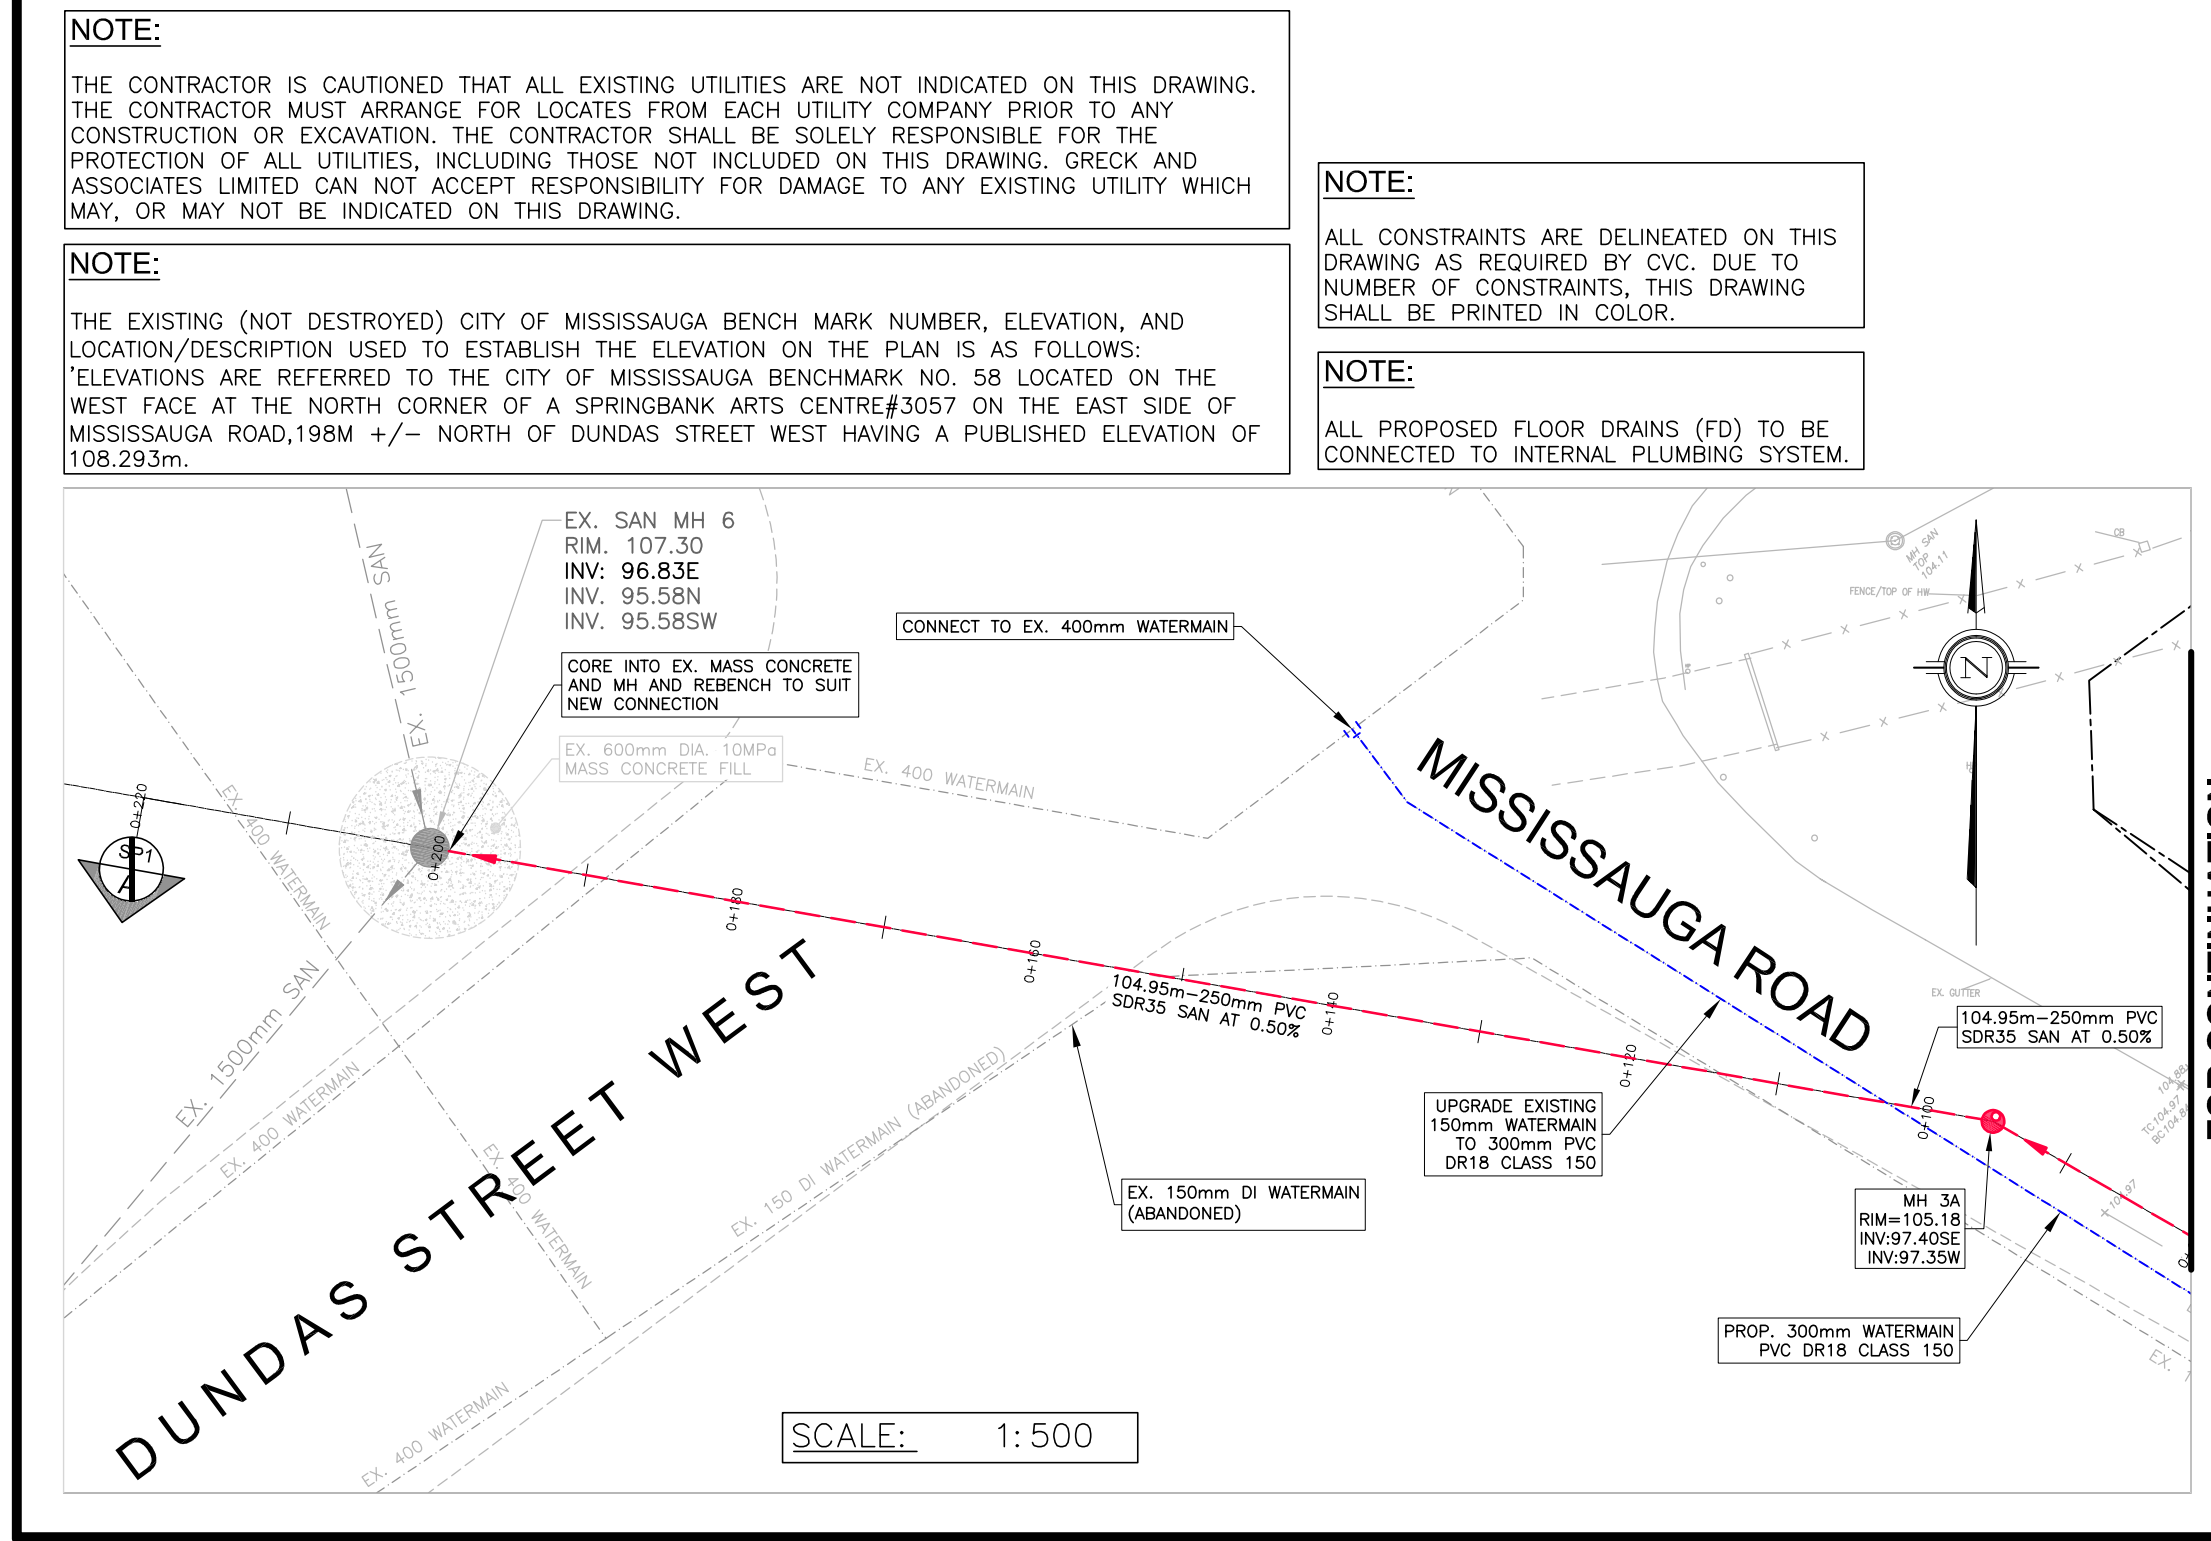 NOTE:
THE CONTRACTOR IS CAUTIONED THAT ALL EXISTING UTILITIES ARE NOT INDICATED ON THIS DRAWING.
THE CONTRACTOR MUST ARRANGE FOR LOCATES FROM EACH UTILITY COMPANY PRIOR TO ANY
CONSTRUCTION OR EXCAVATION. THE CONTRACTOR SHALL BE SOLELY RESPONSIBLE FOR THE
PROTECTION OF ALL UTILITIES, INCLUDING THOSE NOT INCLUDED ON THIS DRAWING. GRECK AND
ASSOCIATES LIMITED CAN NOT ACCEPT RESPONSIBILITY FOR DAMAGE TO ANY EXISTING UTILITY WHICH
MAY, OR MAY NOT BE INDICATED ON THIS DRAWING.
NOTE:
THE EXISTING (NOT DESTROYED) CITY OF MISSISSAUGA BENCH MARK NUMBER, ELEVATION, AND
LOCATION/DESCRIPTION USED TO ESTABLISH THE ELEVATION ON THE PLAN IS AS FOLLOWS:
'ELEVATIONS ARE REFERRED TO THE CITY OF MISSISSAUGA BENCHMARK NO. 58 LOCATED ON THE
WEST FACE AT THE NORTH CORNER OF A SPRINGBANK ARTS CENTRE#3057 ON THE EAST SIDE OF
MISSISSAUGA ROAD,198M +/- NORTH OF DUNDAS STREET WEST HAVING A PUBLISHED ELEVATION OF
108.293m.
NOTE:
ALL CONSTRAINTS ARE DELINEATED ON THIS
DRAWING AS REQUIRED BY CVC. DUE TO
NUMBER OF CONSTRAINTS, THIS DRAWING
SHALL BE PRINTED IN COLOR.
NOTE:
ALL PROPOSED FLOOR DRAINS (FD) TO BE
CONNECTED TO INTERNAL PLUMBING SYSTEM.
EX. SAN MH 6
RIM. 107.30
INV: 96.83E
INV. 95.58N
INV. 95.58SW
EX. 1500mm SAN
CORE INTO EX. MASS CONCRETE
AND MH AND REBENCH TO SUIT
NEW CONNECTION
EX. 600mm DIA. 10MPa
MASS CONCRETE FILL
CONNECT TO EX. 400mm WATERMAIN
MH SAN
TOP
104.11
CB
FENCE/TOP OF HW
N
EX. 400 WATERMAIN
EX. 400 WATERMAIN
0+220
SP1
A
0+200
0+180
0+160
0+140
0+120
0+100
MISSISSAUGA ROAD
DUNDAS STREET WEST
104.95m-250mm PVC
SDR35 SAN AT 0.50%
EX. GUTTER
104.95m-250mm PVC
SDR35 SAN AT 0.50%
TC104.97
EX. 1500mm SAN
EX. 400 WATERMAIN
EX. 400 WATERMAIN
EX. 150 DI WATERMAIN (ABANDONED)
UPGRADE EXISTING
150mm WATERMAIN
TO 300mm PVC
DR18 CLASS 150
EX. 150mm DI WATERMAIN
(ABANDONED)
MH 3A
RIM=105.18
INV:97.40SE
INV:97.35W
104.97
PROP. 300mm WATERMAIN
PVC DR18 CLASS 150
EX.
EX. 400 WATERMAIN
SCALE: 1:500